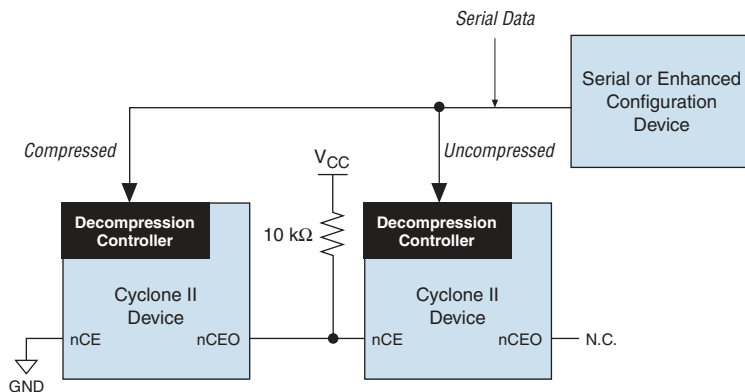 Serial Data
Serial or Enhanced
Configuration
Device
Compressed
Uncompressed
VCC
10 kΩ
Decompression
Controller
Decompression
Controller
Cyclone II
Device
Cyclone II
Device
nCE
nCEO
nCE
nCEO
N.C.
GND